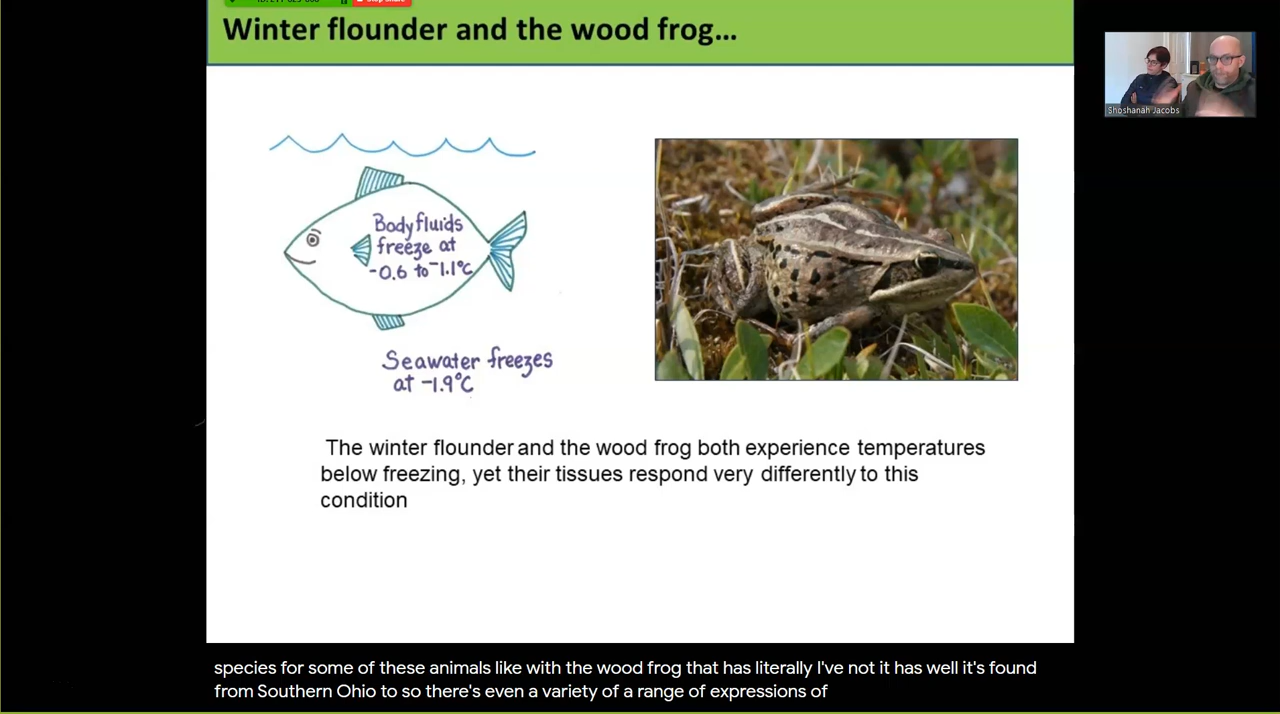 Winter flounder and the wood frog...
Shoshanah Jacobs
Body fluids
freeze at
-0.6 to -1.1°C
Seawater freezes
at -1.9°C
The winter flounder and the wood frog both experience temperatures
below freezing, yet their tissues respond very differently to this
condition
species for some of these animals like with the wood frog that has literally I've not it has well it's found
from Southern Ohio to so there's even a variety of a range of expressions of